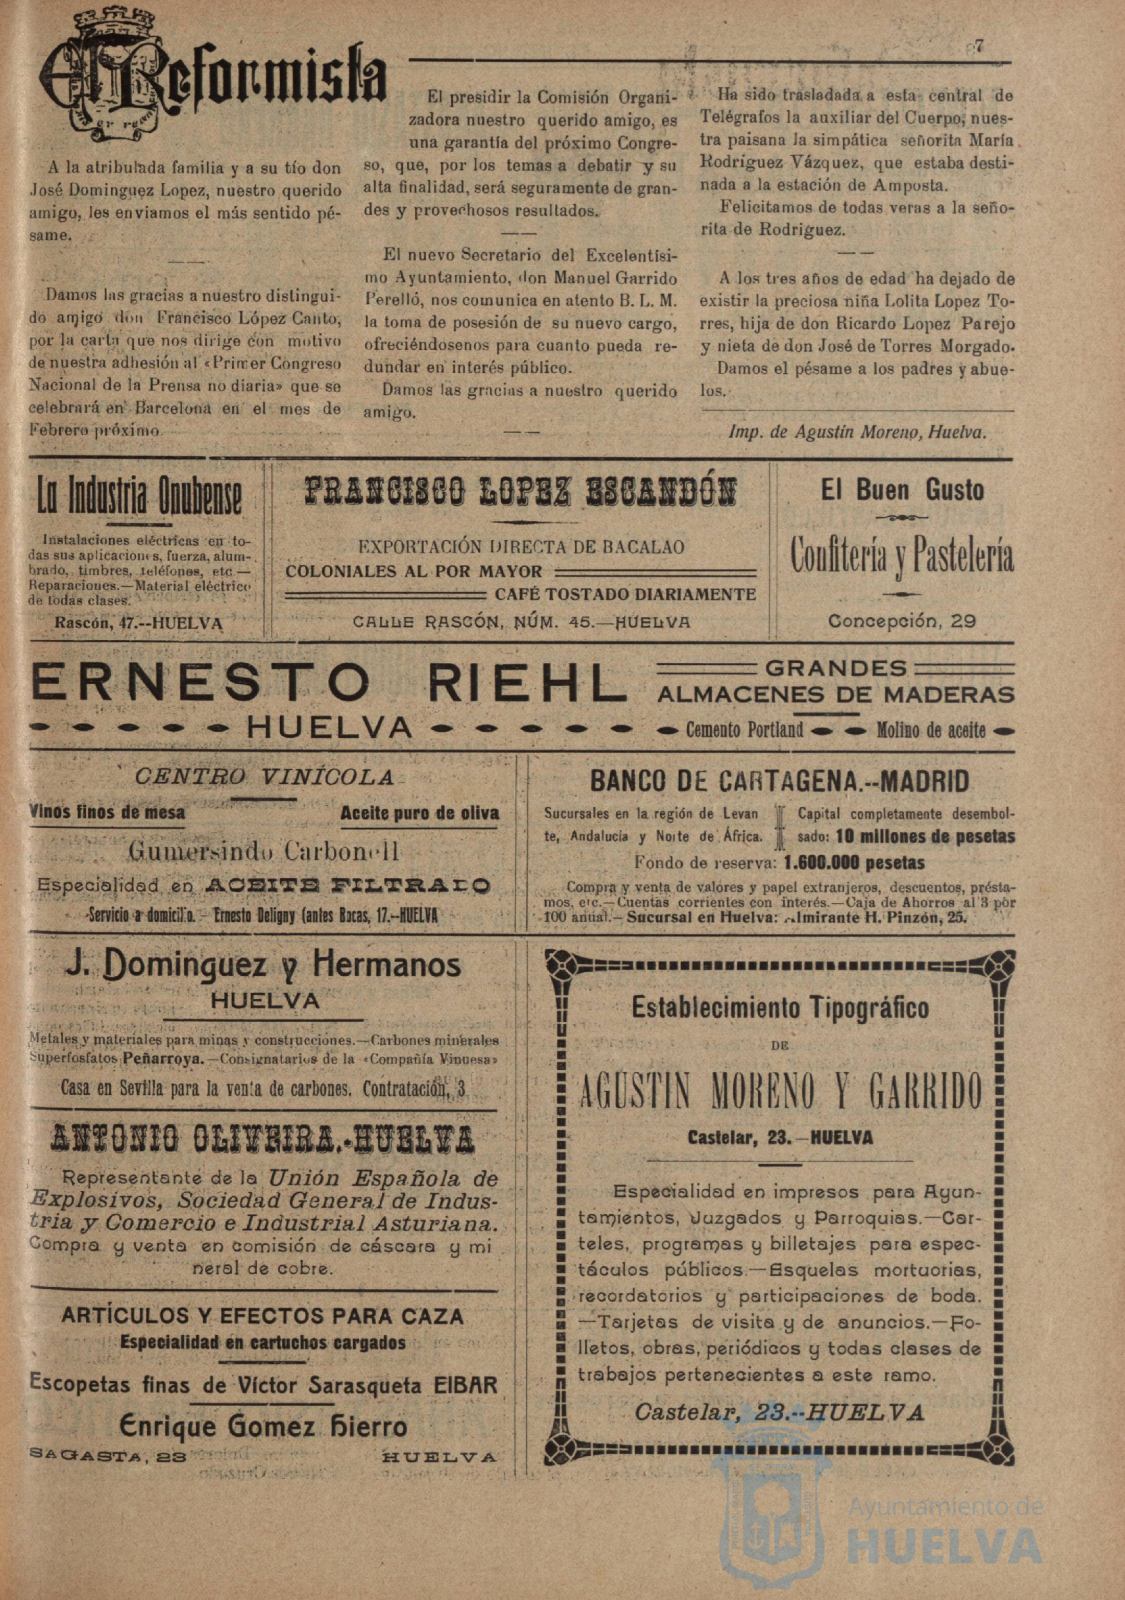 7
El Reformista
A la atribulada familia y a su tío don
José Dominguez Lopez, nuestro querido
amigo, les enviamos el más sentido pé-
same.
Damos las gracias a nuestro distingui-
do amigo don Francisco López Canto,
por la carta que nos dirige con motivo
de nuestra adhesión al «Primer Congreso
Nacional de la Prensa no diaria» que se
celebrará en Barcelona en el mes de
Febrero próximo.
El presidir la Comisión Organi-
zadora nuestro querido amigo, es
una garantía del próximo Congre-
so, que, por los temas a debatir y su
alta finalidad, será seguramente de gran-
des y provechosos resultados.
El nuevo Secretario del Excelentísi-
mo Ayuntamiento, don Manuel Garrido
Perelló, nos comunica en atento B. L. M.
la toma de posesión de su nuevo cargo,
ofreciéndosenos para cuanto pueda re-
dundar en interés público.
Damos las gracias a nuestro querido
amigo.
Ha sido trasladada a esta central de
Telégrafos la auxiliar del Cuerpo, nues-
tra paisana la simpática señorita María
Rodríguez Vázquez, que estaba desti-
nada a la estación de Amposta.
Felicitamos de todas veras a la seño-
rita de Rodriguez.
A los tres años de edad ha dejado de
existir la preciosa niña Lolita Lopez To-
rres, hija de don Ricardo Lopez Parejo
y nieta de don José de Torres Morgado.
Damos el pésame a los padres y abue-
los.
Imp. de Agustín Moreno, Huelva.
La Industria Onubense
Instalaciones eléctricas en to-
das sus aplicaciones, fuerza, alum-
brado, timbres, teléfones, etc.—
Reparaciones.—Material eléctrico
de todas clases.
Rascón, 47.--HUELVA
FRANCISCO LOPEZ ESCANDÓN
EXPORTACIÓN DIRECTA DE BACALAO
COLONIALES AL POR MAYOR
CAFÉ TOSTADO DIARIAMENTE
CALLE RASCÓN, NÚM. 45.—HUELVA
El Buen Gusto
Confitería y Pastelería
Concepción, 29
ERNESTO RIEHL
HUELVA
GRANDES
ALMACENES DE MADERAS
Cemento Portland
Molino de aceite
CENTRO VINÍCOLA
Vinos finos de mesa
Aceite puro de oliva
Gumersindo Carbonell
Especialidad en ACEITE FILTRADO
Servicio a domicilio.— Ernesto Deligny (antes Bocas, 17.--HUELVA
BANCO DE CARTAGENA.--MADRID
Sucursales en la región de Levan
te, Andalucía y Norte de África.
Capital completamente desembol-
sado: 10 millones de pesetas
Fondo de reserva: 1.600.000 pesetas
Compra y venta de valores y papel extranjeros, descuentos, présta-
mos, etc.—Cuentas corrientes con interés.—Caja de Ahorros al 3 por
100 anual.— Sucursal en Huelva: Almirante H. Pinzón, 25.
J. Dominguez y Hermanos
HUELVA
Metales y materiales para minas y construcciones.—Carbones minerales
Superfosfatos Peñarroya.—Consignatarios de la «Compañía Vinuesa»
Casa en Sevilla para la venta de carbones. Contratación, 3
ANTONIO OLIVEIRA.-HUELVA
Representante de la Unión Española de
Explosivos, Sociedad General de Indus-
tria y Comercio e Industrial Asturiana.
Compra y venta en comisión de cáscara y mi
neral de cobre.
ARTÍCULOS Y EFECTOS PARA CAZA
Especialidad en cartuchos cargados
Escopetas finas de Víctor Sarasqueta EIBAR
Enrique Gomez Hierro
SAGASTA, 23
HUELVA
Establecimiento Tipográfico
DE
AGUSTIN MORENO Y GARRIDO
Castelar, 23.—HUELVA
Especialidad en impresos para Ayun-
tamientos, Juzgados y Parroquias.—Car-
teles, programas y billetajes para espec-
táculos públicos.—Esquelas mortuorias,
recordatorios y participaciones de boda.
—Tarjetas de visita y de anuncios.—Fo-
lletos, obras, periódicos y todas clases de
trabajos pertenecientes a este ramo.
Castelar, 23.--HUELVA
Ayuntamiento de
HUELVA